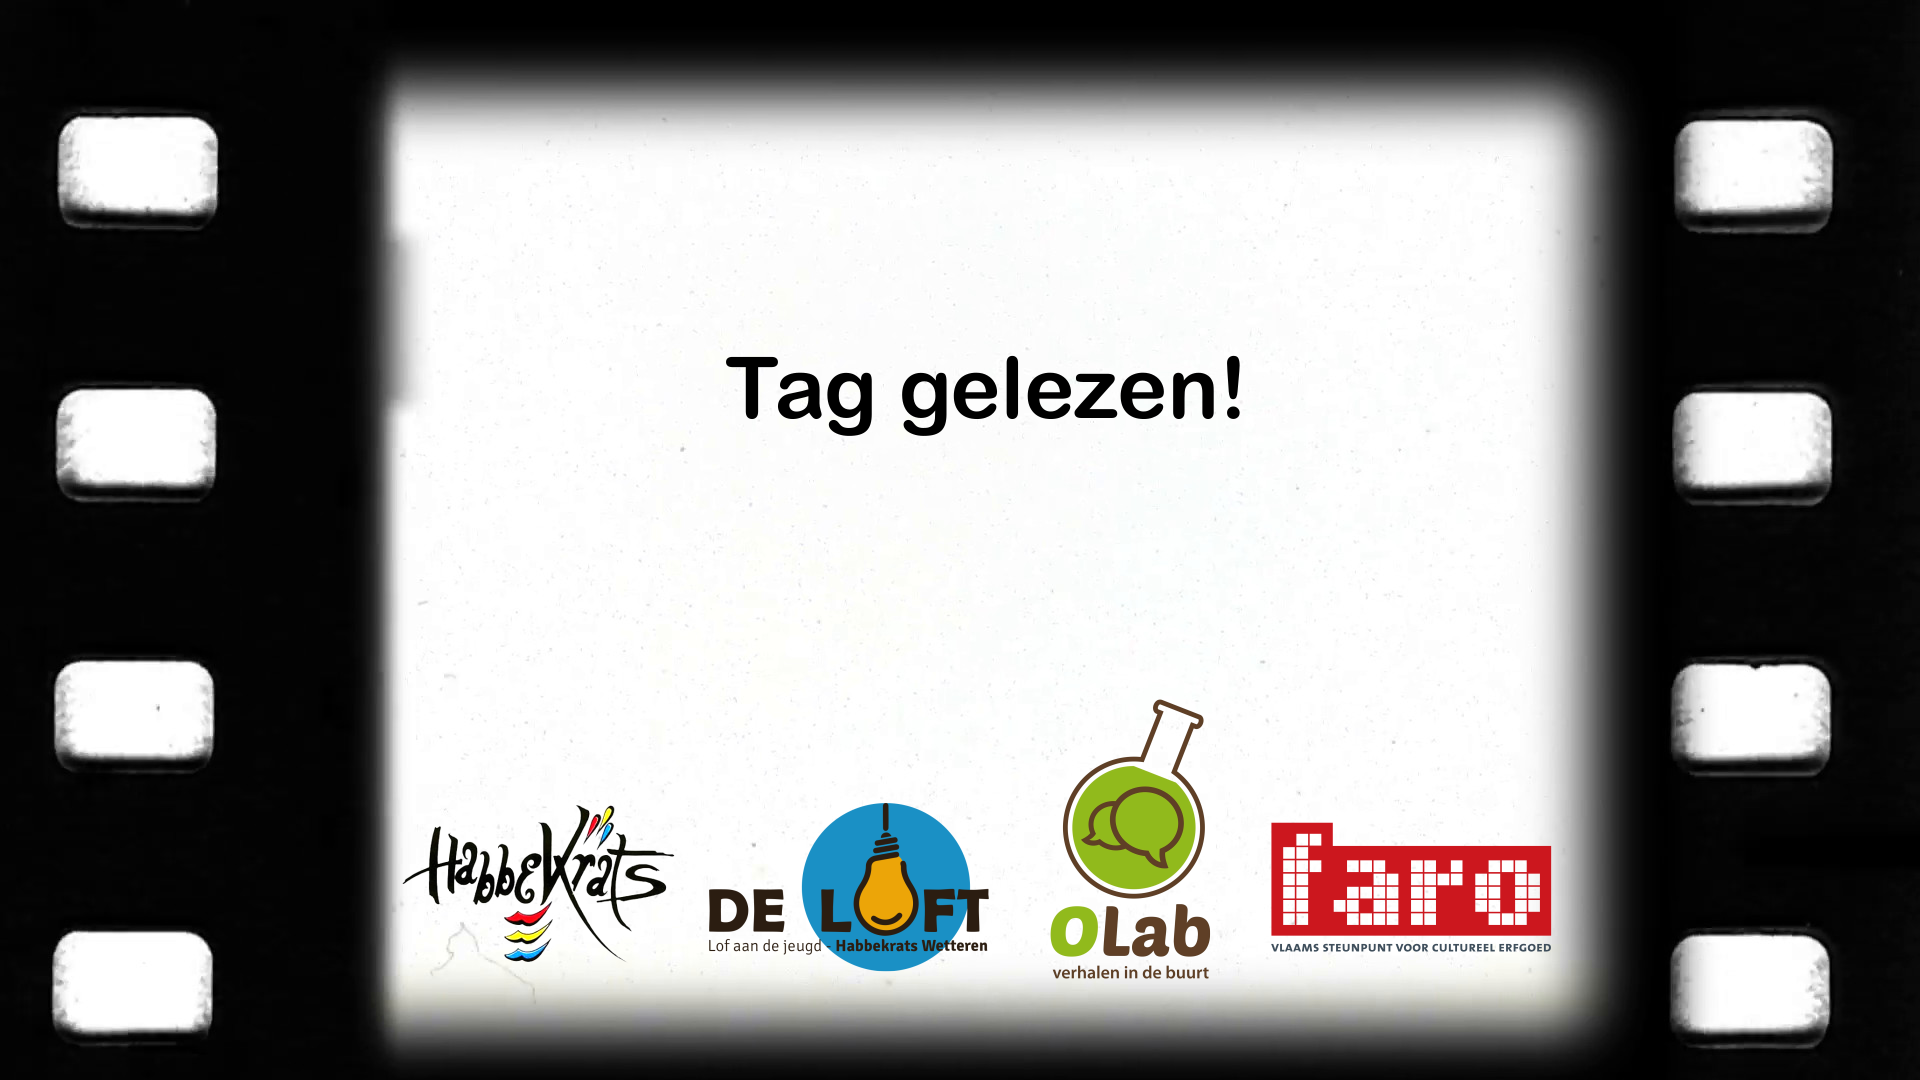 Tag gelezen!
HabbeKrats
DE LOFT
Lof aan de jeugd - Habbekrats Wetteren
OLab
verhalen in de buurt
faro
VLAAMS STEUNPUNT VOOR CULTUREEL ERFGOED